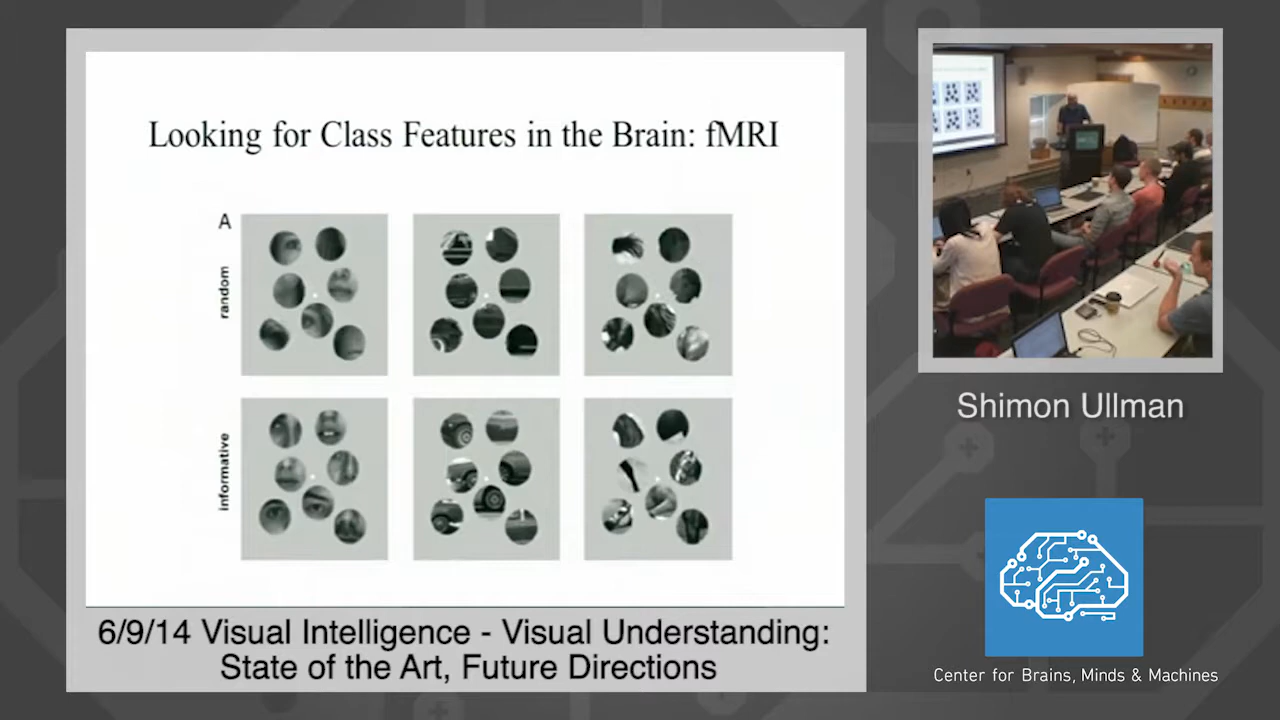 Looking for Class Features in the Brain: fMRI
A
random
informative
6/9/14 Visual Intelligence - Visual Understanding:
State of the Art, Future Directions
Shimon Ullman
Center for Brains, Minds & Machines